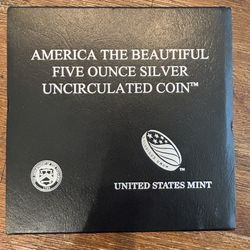 AMERICA THE BEAUTIFUL
FIVE OUNCE SILVER
UNCIRCULATED COIN™
UNITED STATES MINT